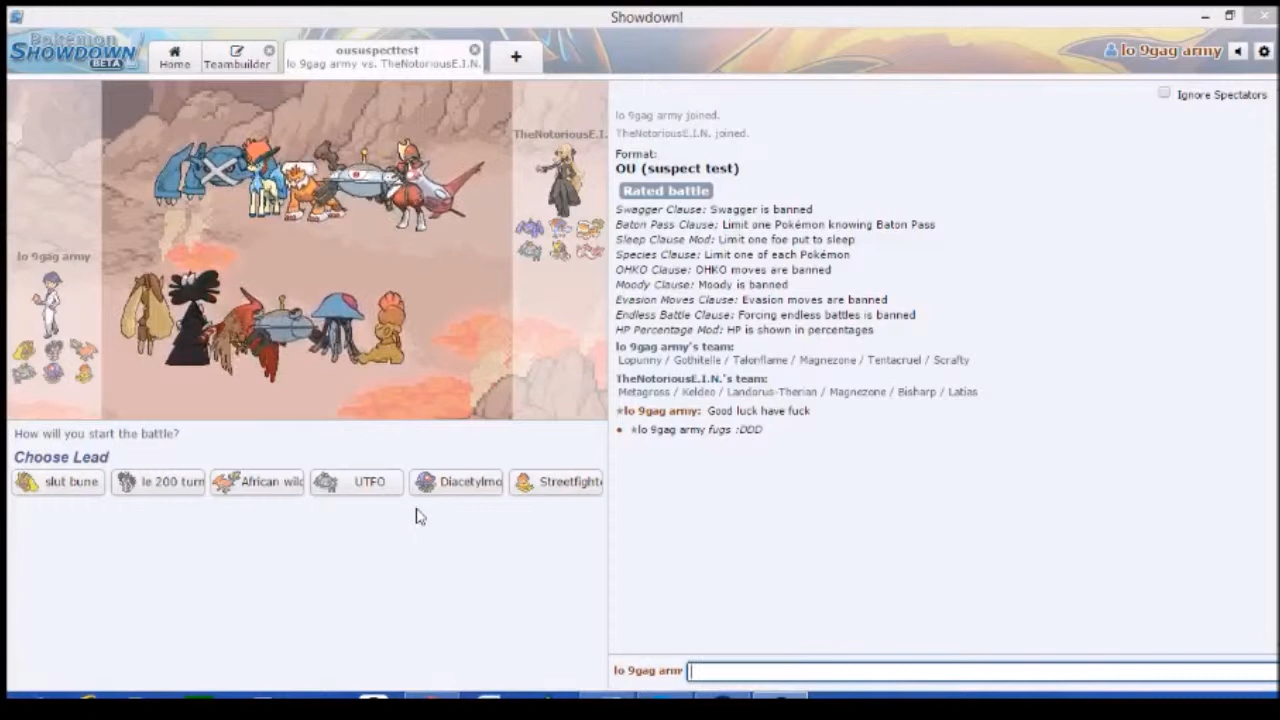 Showdown!
Pokémon
SHOWDOWN
BETA
Home
Teambuilder
oususpecttest
lo 9gag army vs. TheNotoriousE.I.N.
+
lo 9gag army
Ignore Spectators
lo 9gag army joined.
TheNotoriousE.I.N. joined.
Format:
OU (suspect test)
Rated battle
Swagger Clause: Swagger is banned
Baton Pass Clause: Limit one Pokémon knowing Baton Pass
Sleep Clause Mod: Limit one foe put to sleep
Species Clause: Limit one of each Pokémon
OHKO Clause: OHKO moves are banned
Moody Clause: Moody is banned
Evasion Moves Clause: Evasion moves are banned
Endless Battle Clause: Forcing endless battles is banned
HP Percentage Mod: HP is shown in percentages
lo 9gag army's team:
Lopunny / Gothitelle / Talonflame / Magnezone / Tentacruel / Scrafty
TheNotoriousE.I.N.'s team:
Metagross / Keldeo / Landorus-Therian / Magnezone / Bisharp / Latias
★lo 9gag army: Good luck have fuck
• ★lo 9gag army fugs :DDD
TheNotoriousE.I.
lo 9gag army
How will you start the battle?
Choose Lead
slut bune
le 200 turn
African wild
UTFO
Diacetylmo
Streetfighte
lo 9gag army